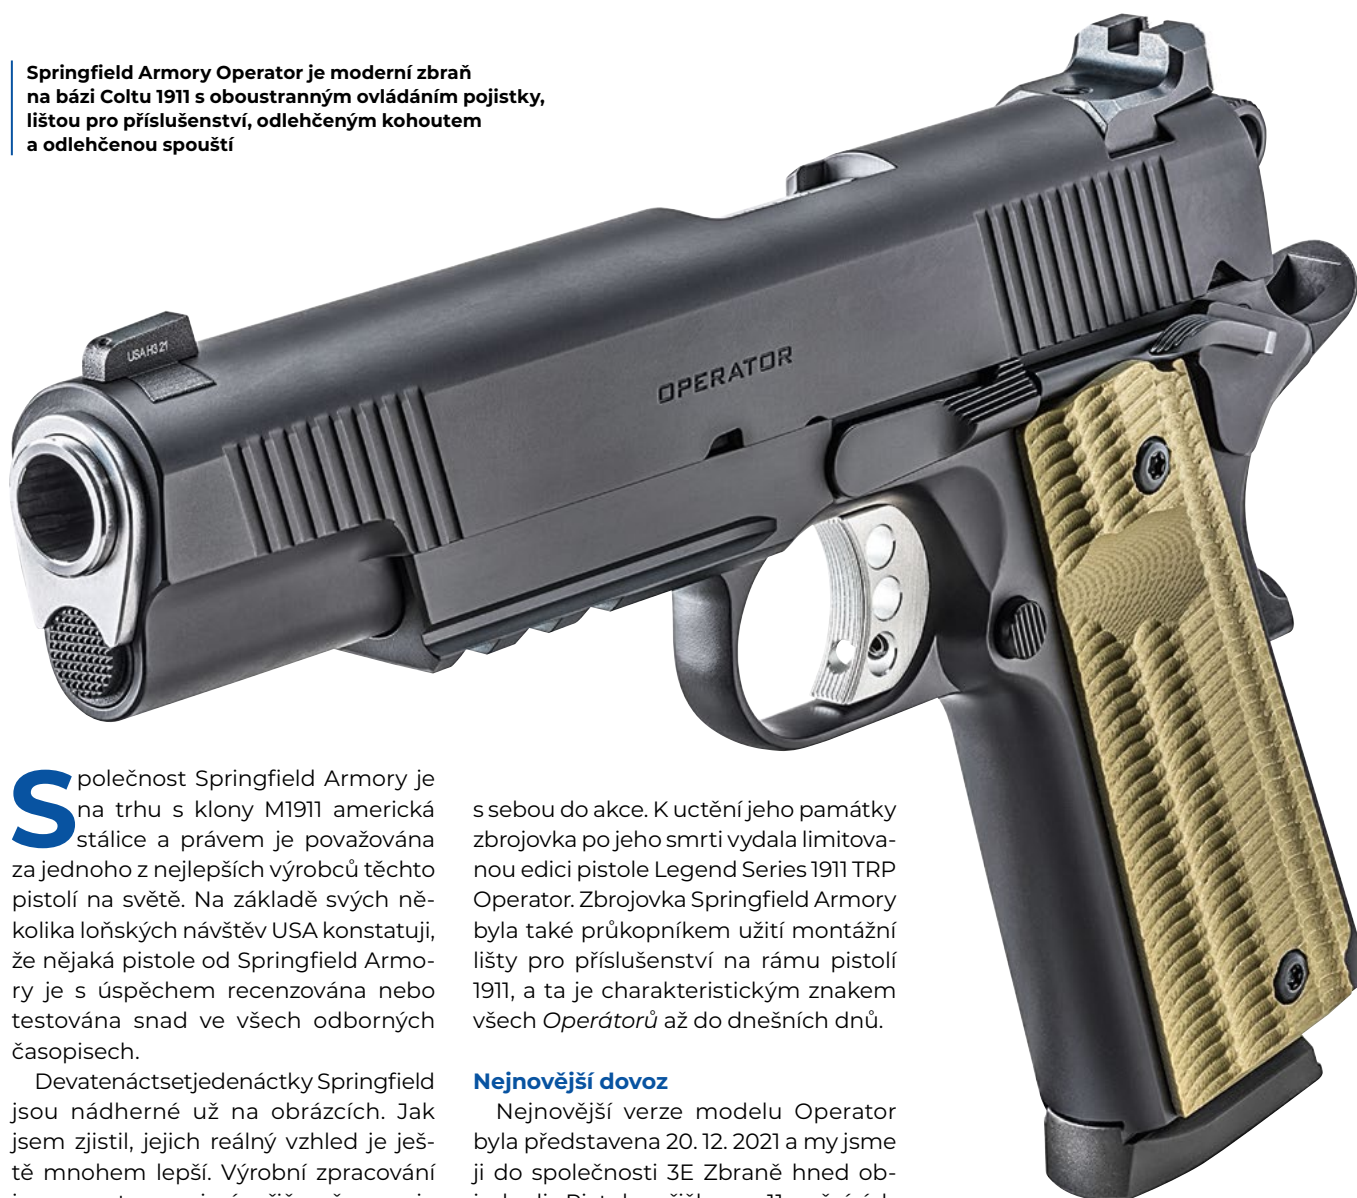 Springfield Armory Operator je moderní zbraň
na bázi Coltu 1911 s oboustranným ovládáním pojistky,
lištou pro příslušenství, odlehčeným kohoutem
a odlehčenou spouští
USA H3 21
OPERATOR
Společnost Springfield Armory je
na trhu s klony M1911 americká
stálice a právem je považována
za jednoho z nejlepších výrobců těchto
pistolí na světě. Na základě svých ně-
kolika loňských návštěv USA konstatuji,
že nějaká pistole od Springfield Armo-
ry je s úspěchem recenzována nebo
testována snad ve všech odborných
časopisech.
Devatenáctsetjedenáctky Springfield
jsou nádherné už na obrázcích. Jak
jsem zjistil, jejich reálný vzhled je ješ-
tě mnohem lepší. Výrobní zpracování
s sebou do akce. K uctění jeho památky
zbrojovka po jeho smrti vydala limitova-
nou edici pistole Legend Series 1911 TRP
Operator. Zbrojovka Springfield Armory
byla také průkopníkem užití montážní
lišty pro příslušenství na rámu pistolí
1911, a ta je charakteristickým znakem
všech Operátorů až do dnešních dnů.
Nejnovější dovoz
Nejnovější verze modelu Operator
byla představena 20. 12. 2021 a my jsme
ji do společnosti 3E Zbraně hned ob-